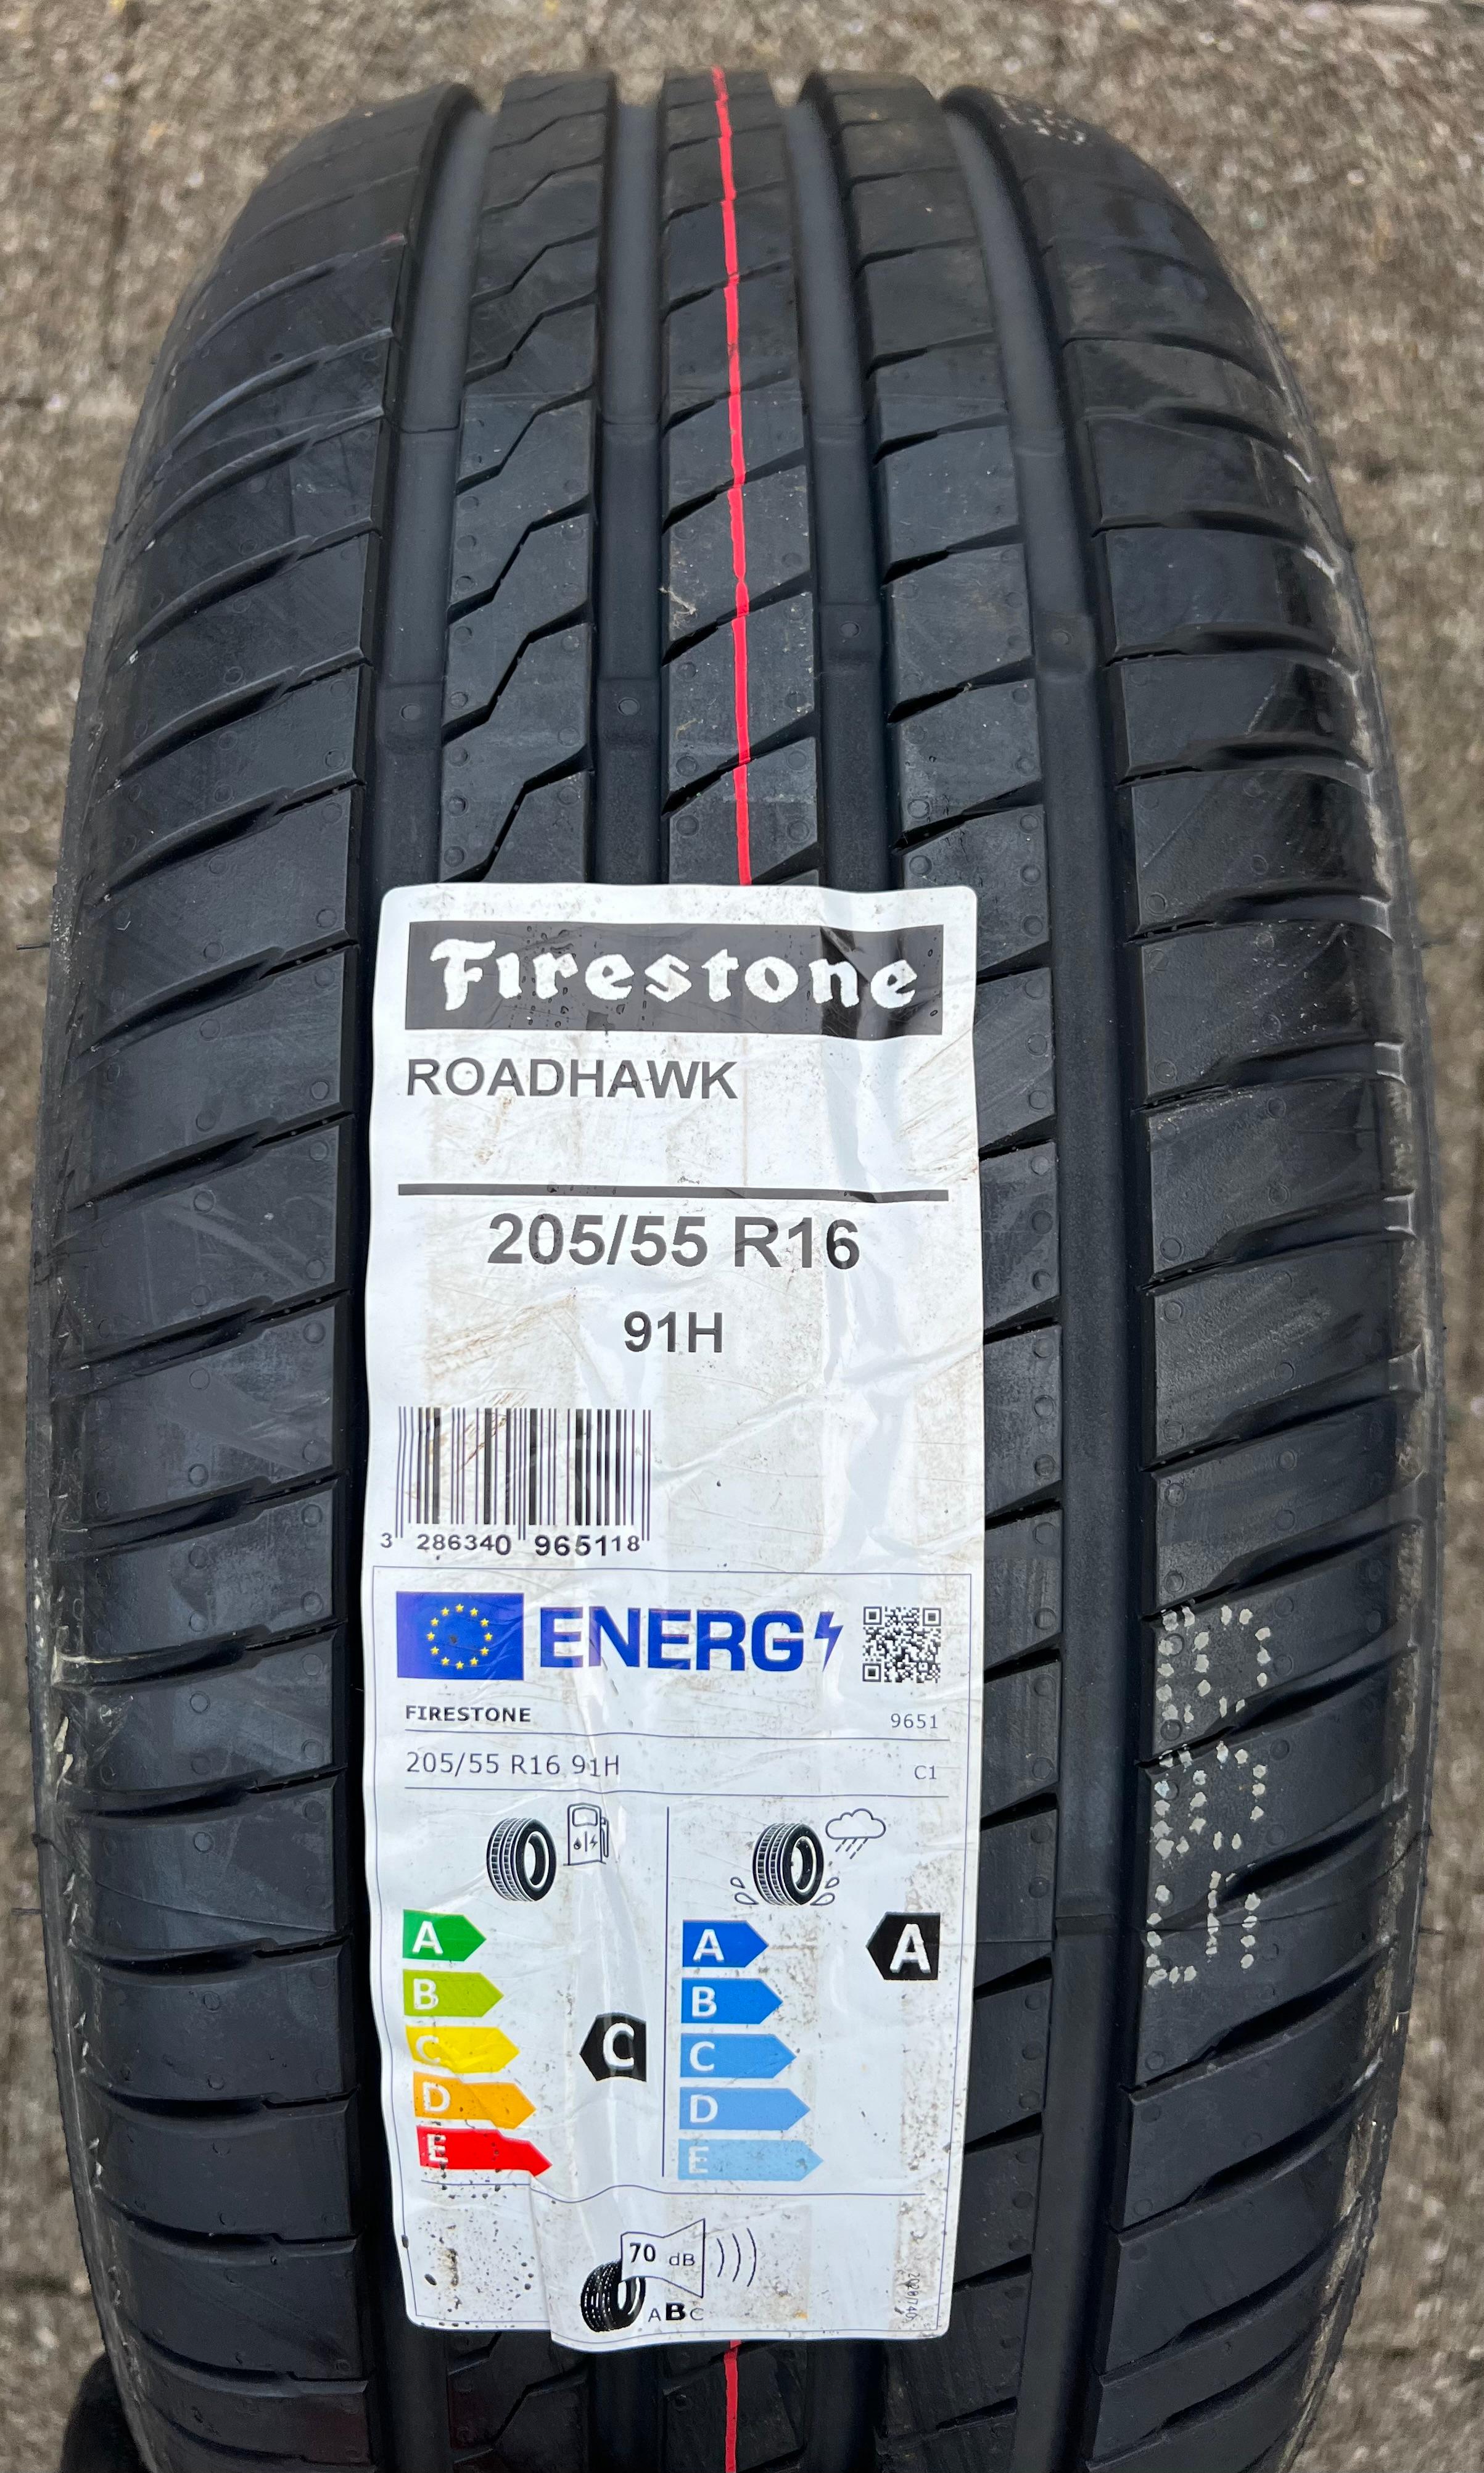 Firestone
ROADHAWK
205/55 R16
91H
3 286340 965118
ENERG
FIRESTONE 9651
205/55 R16 91H C1
A A A
B B
C C C
D D
E E
70 dB
ABC